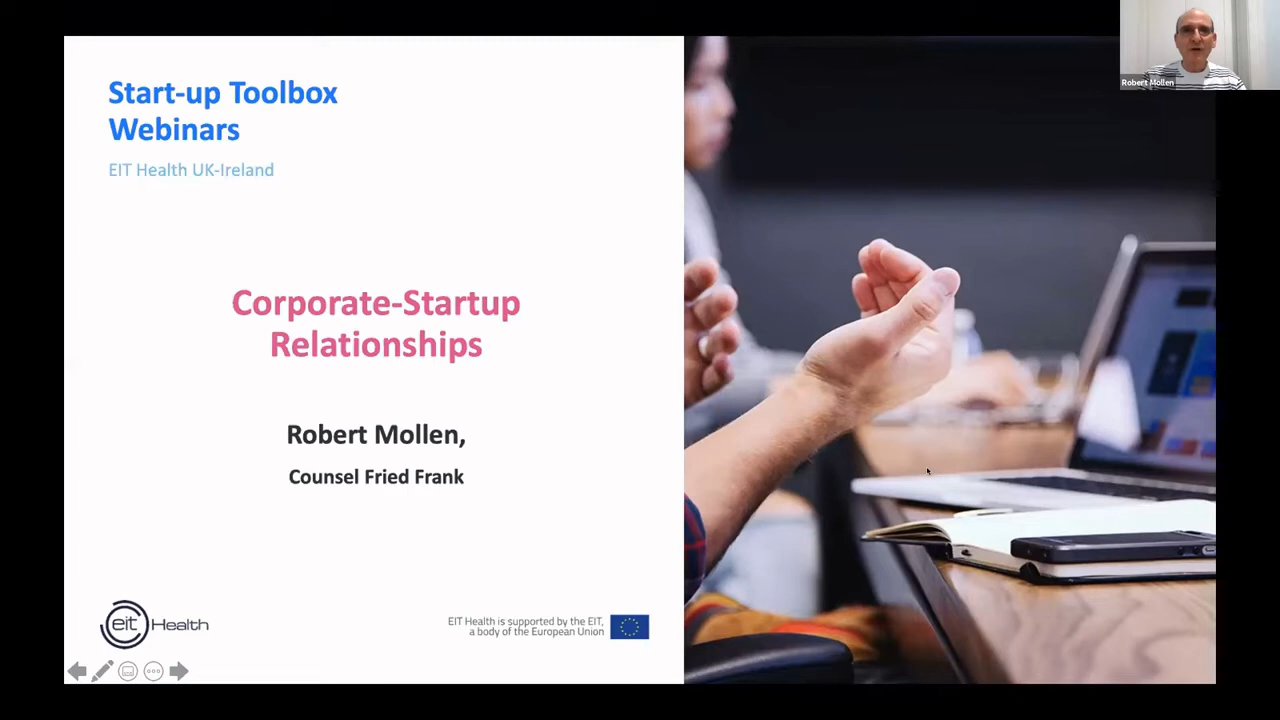 Start-up Toolbox
Webinars
EIT Health UK-Ireland
Corporate-Startup
Relationships
Robert Mollen,
Counsel Fried Frank
eit Health
EIT Health is supported by the EIT,
a body of the European Union
Robert Mollen